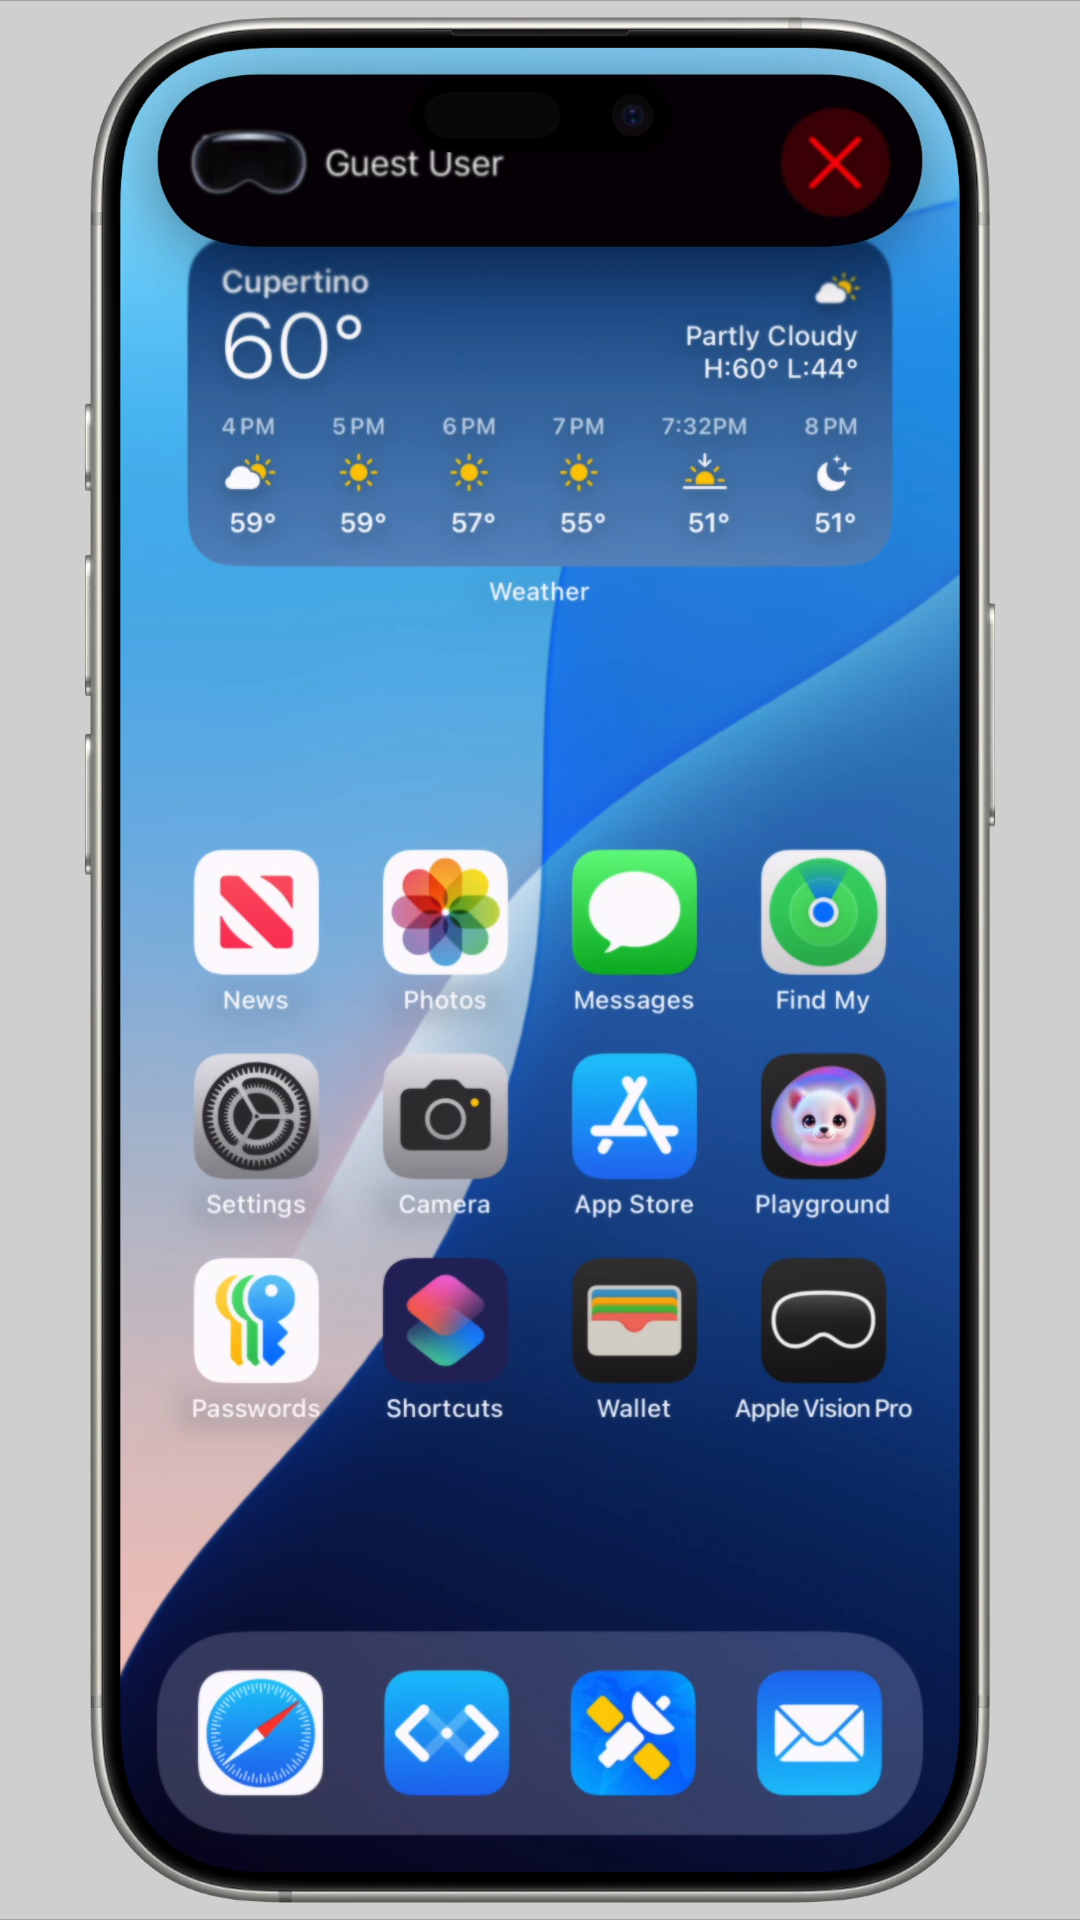 Guest User
Cupertino
60°
Partly Cloudy
H:60° L:44°
4 PM 5 PM 6 PM 7 PM 7:32PM 8 PM
59° 59° 57° 55° 51° 51°
Weather
News Photos Messages Find My
Settings Camera App Store Playground
Passwords Shortcuts Wallet Apple Vision Pro